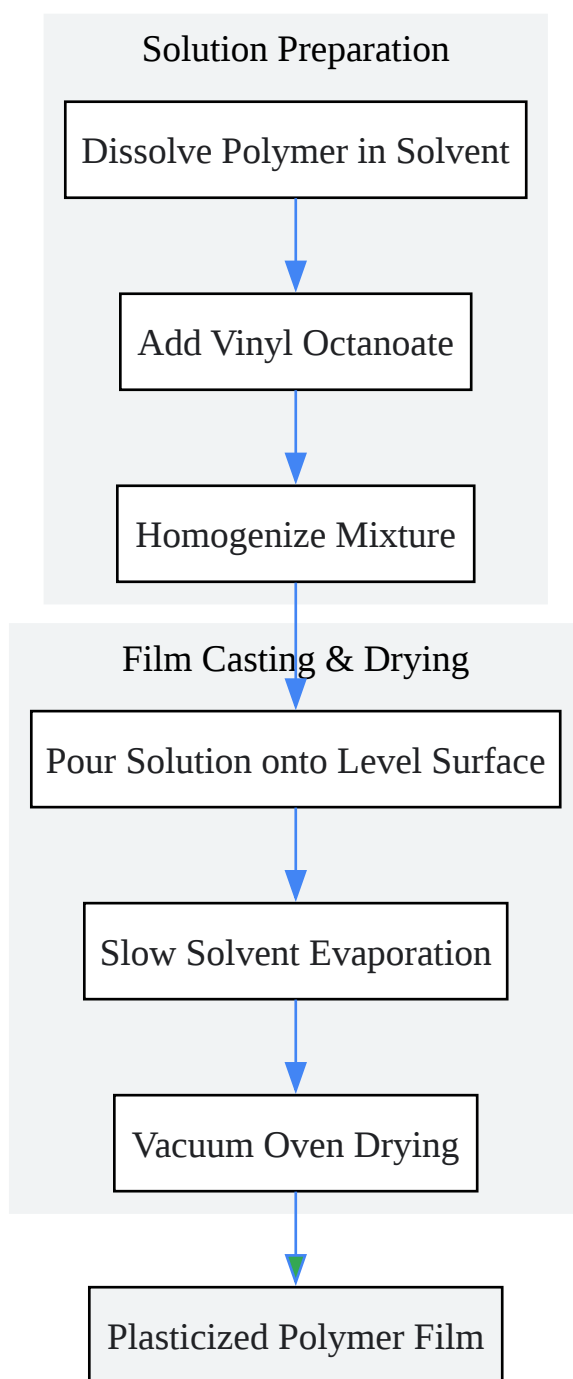 Solution Preparation
Dissolve Polymer in Solvent
Add Vinyl Octanoate
Homogenize Mixture
Film Casting & Drying
Pour Solution onto Level Surface
Slow Solvent Evaporation
Vacuum Oven Drying
Plasticized Polymer Film